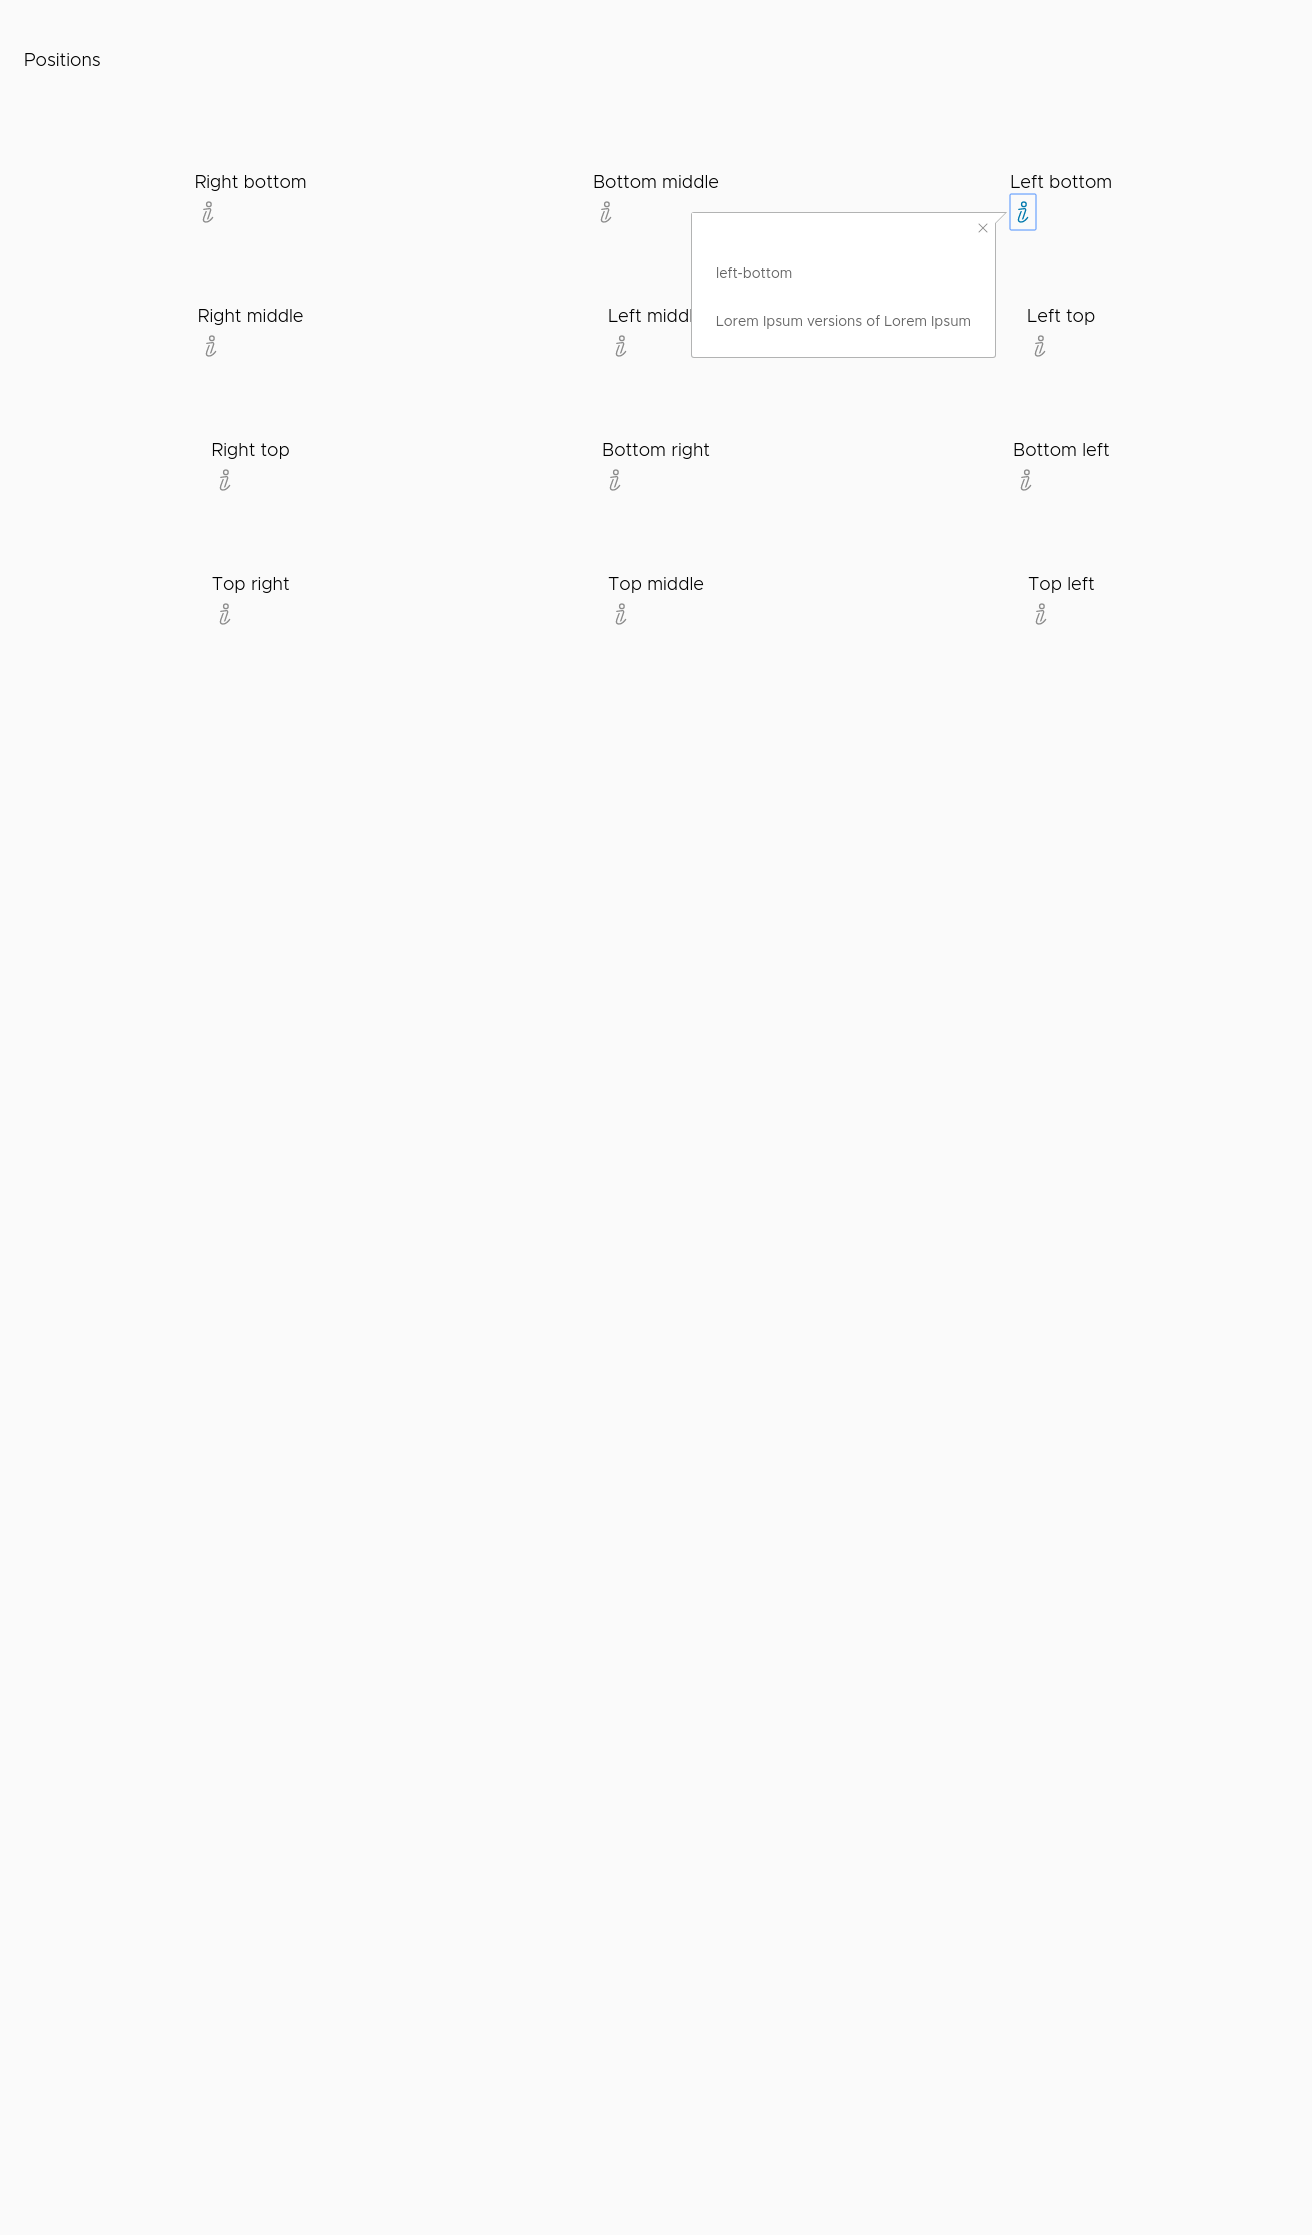 Positions
Right bottom
Bottom middle
Left bottom
left-bottom
Lorem Ipsum versions of Lorem Ipsum
Right middle
Left
Left top
Right top
Bottom right
Bottom left
Top right
Top middle
Top left